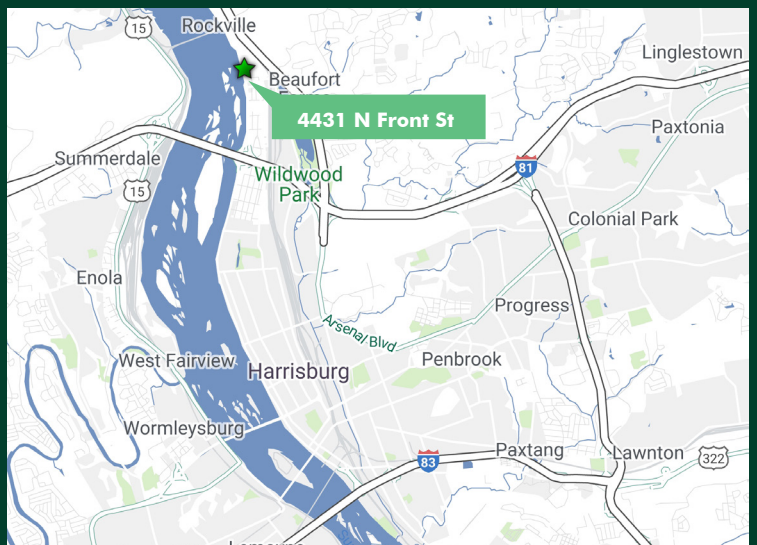 15
Rockville
Linglestown
Beaufort
4431 N Front St
Paxtonia
Summerdale
81
Wildwood
Park
15
Colonial Park
Enola
Progress
Arsenal Blvd
West Fairview
Penbrook
Harrisburg
Wormleysburg
Paxtang
Lawnton
322
83